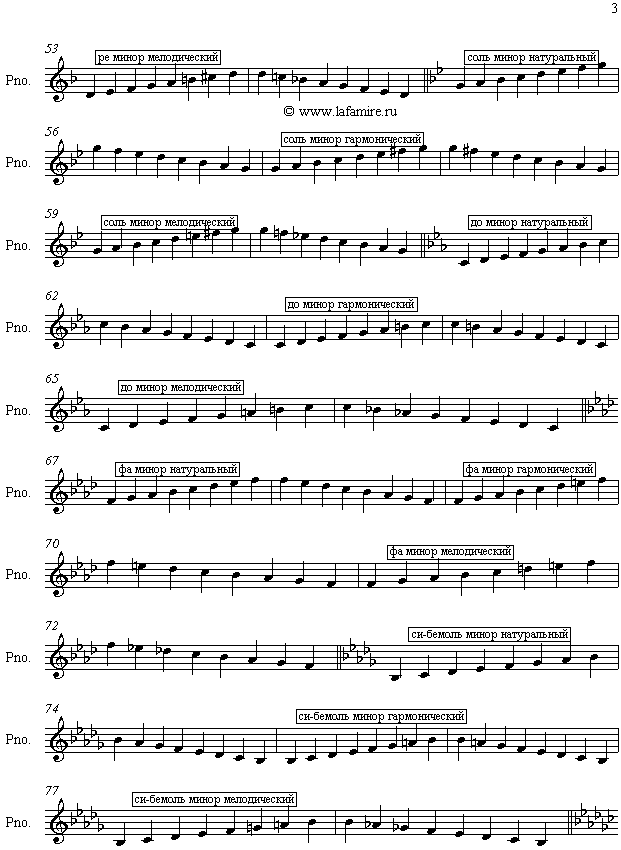 3
53
ре минор мелодический
соль минор натуральный
Pno.
© www.lafamire.ru
56
соль минор гармонический
Pno.
59
соль минор мелодический
до минор натуральный
Pno.
62
до минор гармонический
Pno.
65
до минор мелодический
Pno.
67
фа минор натуральный
фа минор гармонический
Pno.
70
фа минор мелодический
Pno.
72
си-бемоль минор натуральный
Pno.
74
си-бемоль минор гармонический
Pno.
77
си-бемоль минор мелодический
Pno.